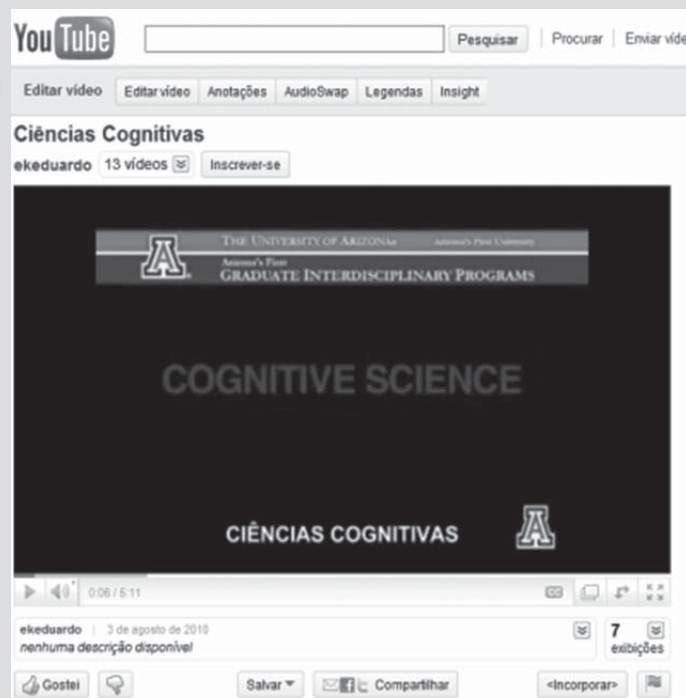 YouTube Pesquisar Procurar Enviar víde
Editar vídeo Editar vídeo Anotações AudioSwap Legendas Insight
Ciências Cognitivas
ekeduardo 13 vídeos Inscrever-se
THE UNIVERSITY OF ARIZONA Arizona's First University
Arizona's First
GRADUATE INTERDISCIPLINARY PROGRAMS
COGNITIVE SCIENCE
CIÊNCIAS COGNITIVAS
0:06 / 5:11 CC
ekeduardo | 3 de agosto de 2010 7
nenhuma descrição disponível exibições
Gostei Salvar Compartilhar <Incorporar>